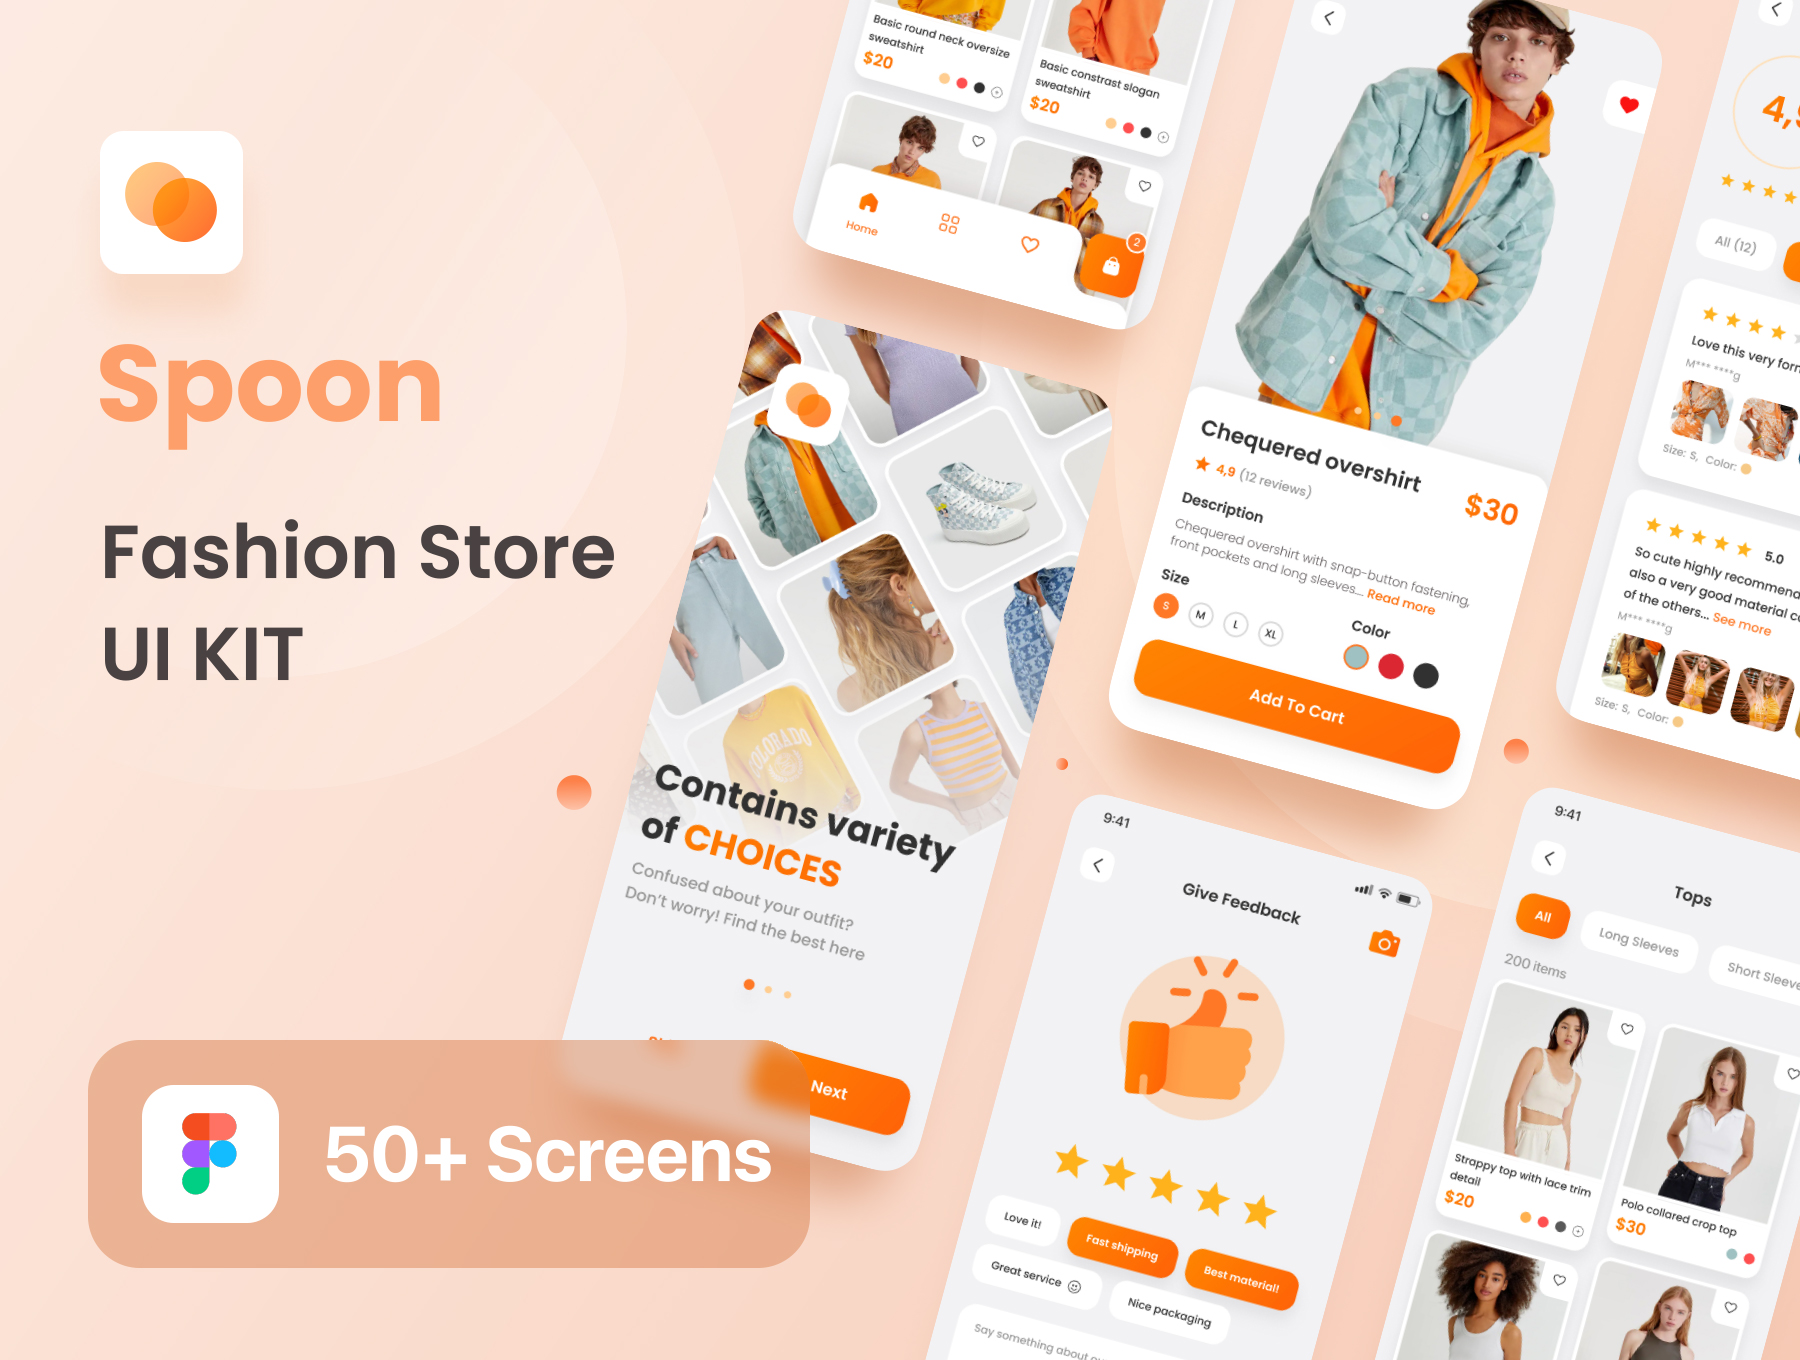 Spoon
Fashion Store
UI KIT
50+ Screens
Basic round neck oversize
sweatshirt
$20
Basic constrast slogan
sweatshirt
$20
Home
2
Contains variety
of CHOICES
Confused about your outfit?
Don't worry! Find the best here
Next
Chequered overshirt
4,9 (12 reviews)
$30
Description
Chequered overshirt with snap-button fastening,
front pockets and long sleeves... Read more
Size
S M L XL
Color
Add To Cart
All (12)
Love this very
M*** ****g
Size: S, Color:
5.0
So cute highly recommend
also a very good material
of the others... See more
M*** ****g
Size: S, Color:
9:41
Give Feedback
Love it!
Fast shipping
Best material!
Great service
Nice packaging
Say something about
9:41
Tops
All
Long Sleeves
Short
200 items
Strappy top with lace trim
detail
$20
Polo collared crop top
$30
COLORADO